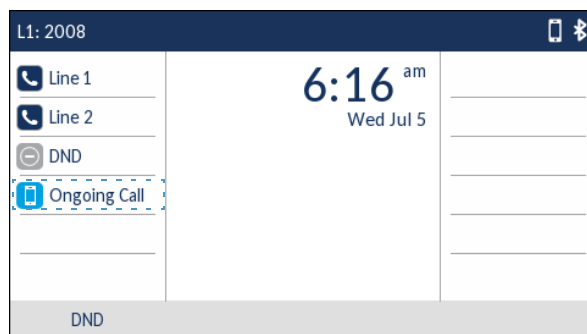 L1: 2008
Line 1
Line 2
DND
Ongoing Call
6:16 am
Wed Jul 5
DND